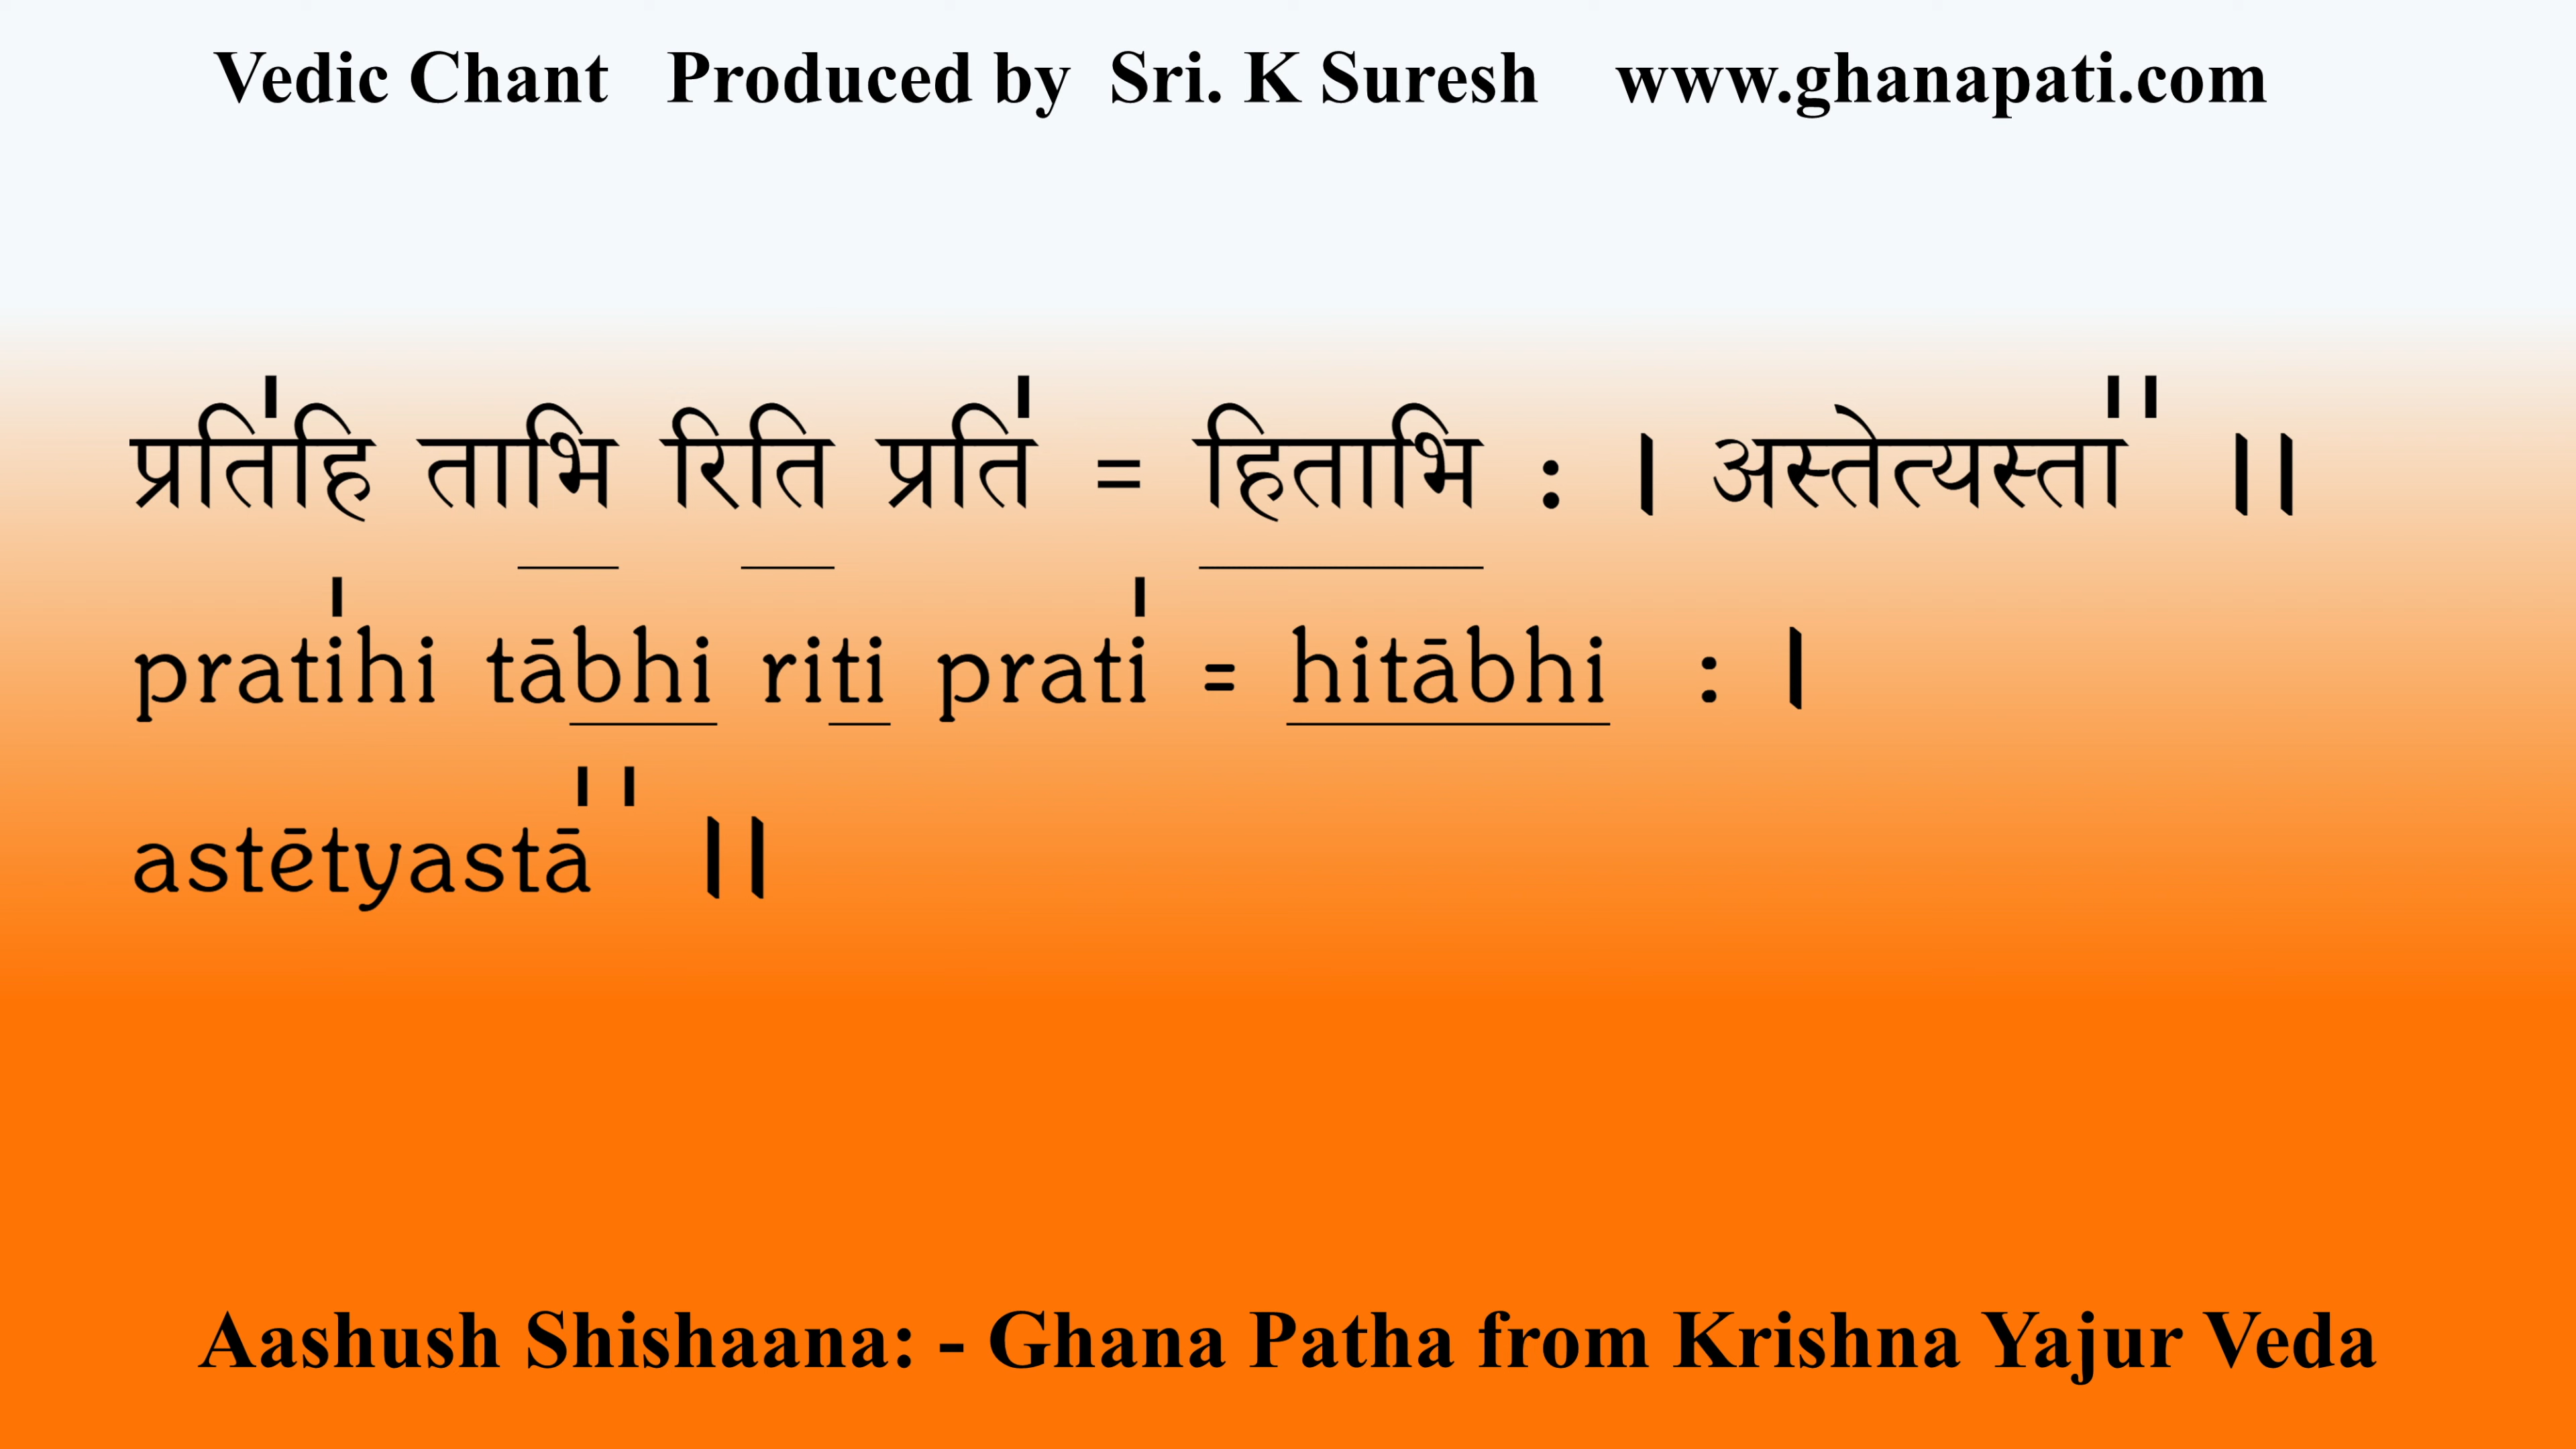 Vedic Chant Produced by Sri. K Suresh www.ghanapati.com
प्रति॑हि ताभि॒ रिति॒ प्रति॑ = हि॒ता॒भि॒ : । अस्तेत्यस्ता᳚ ।।
pratihi tābhi riti prati = hitābhi : ।
astētyastā ।।
Aashush Shishaana: - Ghana Patha from Krishna Yajur Veda